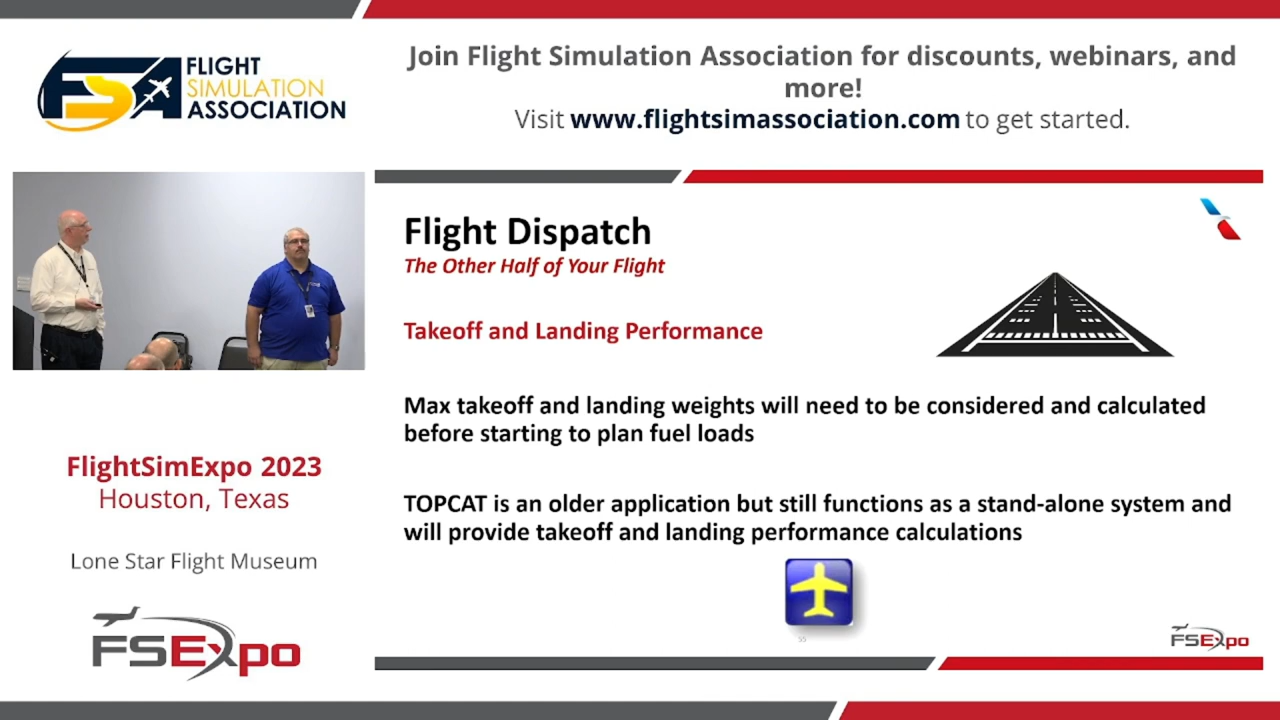 FLIGHT
SIMULATION
ASSOCIATION
Join Flight Simulation Association for discounts, webinars, and
more!
Visit www.flightsimassociation.com to get started.
Flight Dispatch
The Other Half of Your Flight
Takeoff and Landing Performance
Max takeoff and landing weights will need to be considered and calculated
before starting to plan fuel loads
TOPCAT is an older application but still functions as a stand-alone system and
will provide takeoff and landing performance calculations
FlightSimExpo 2023
Houston, Texas
Lone Star Flight Museum
FSExpo
FSExpo